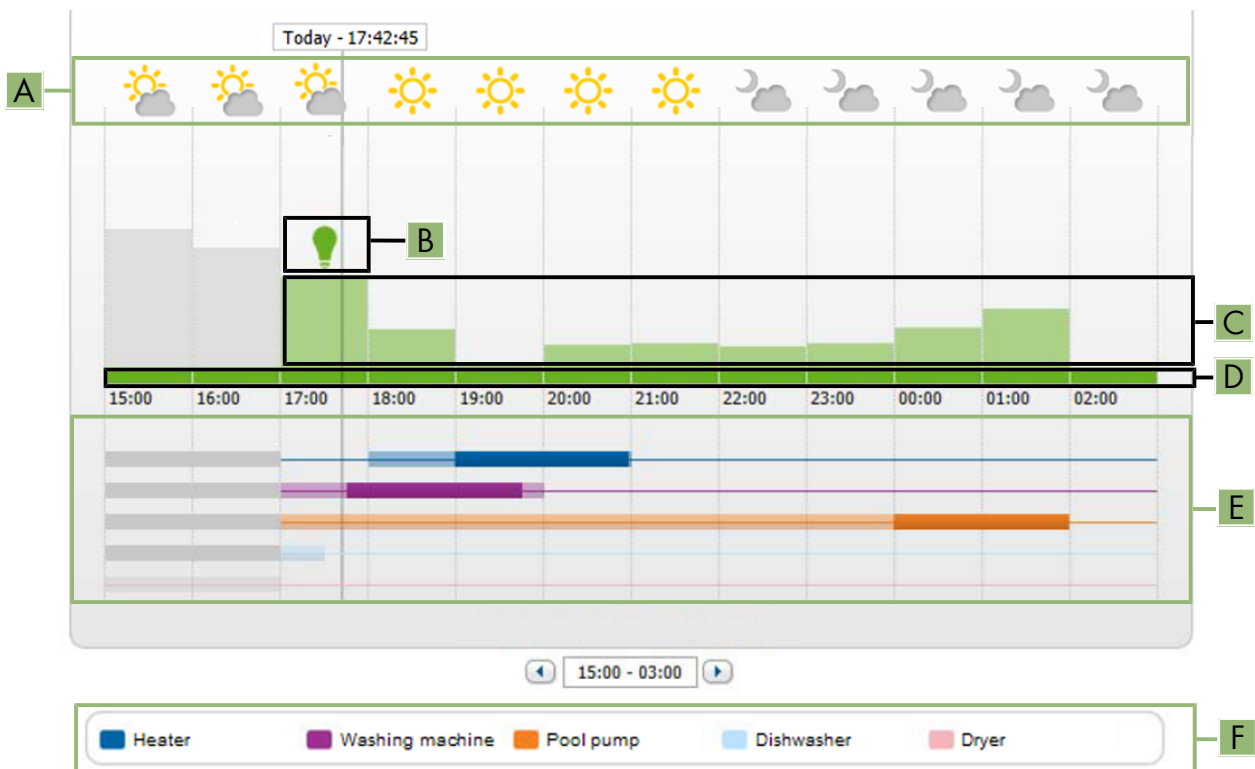 Today - 17:42:45
A
B
C
D
15:00 16:00 17:00 18:00 19:00 20:00 21:00 22:00 23:00 00:00 01:00 02:00
E
15:00 - 03:00
Heater Washing machine Pool pump Dishwasher Dryer
F